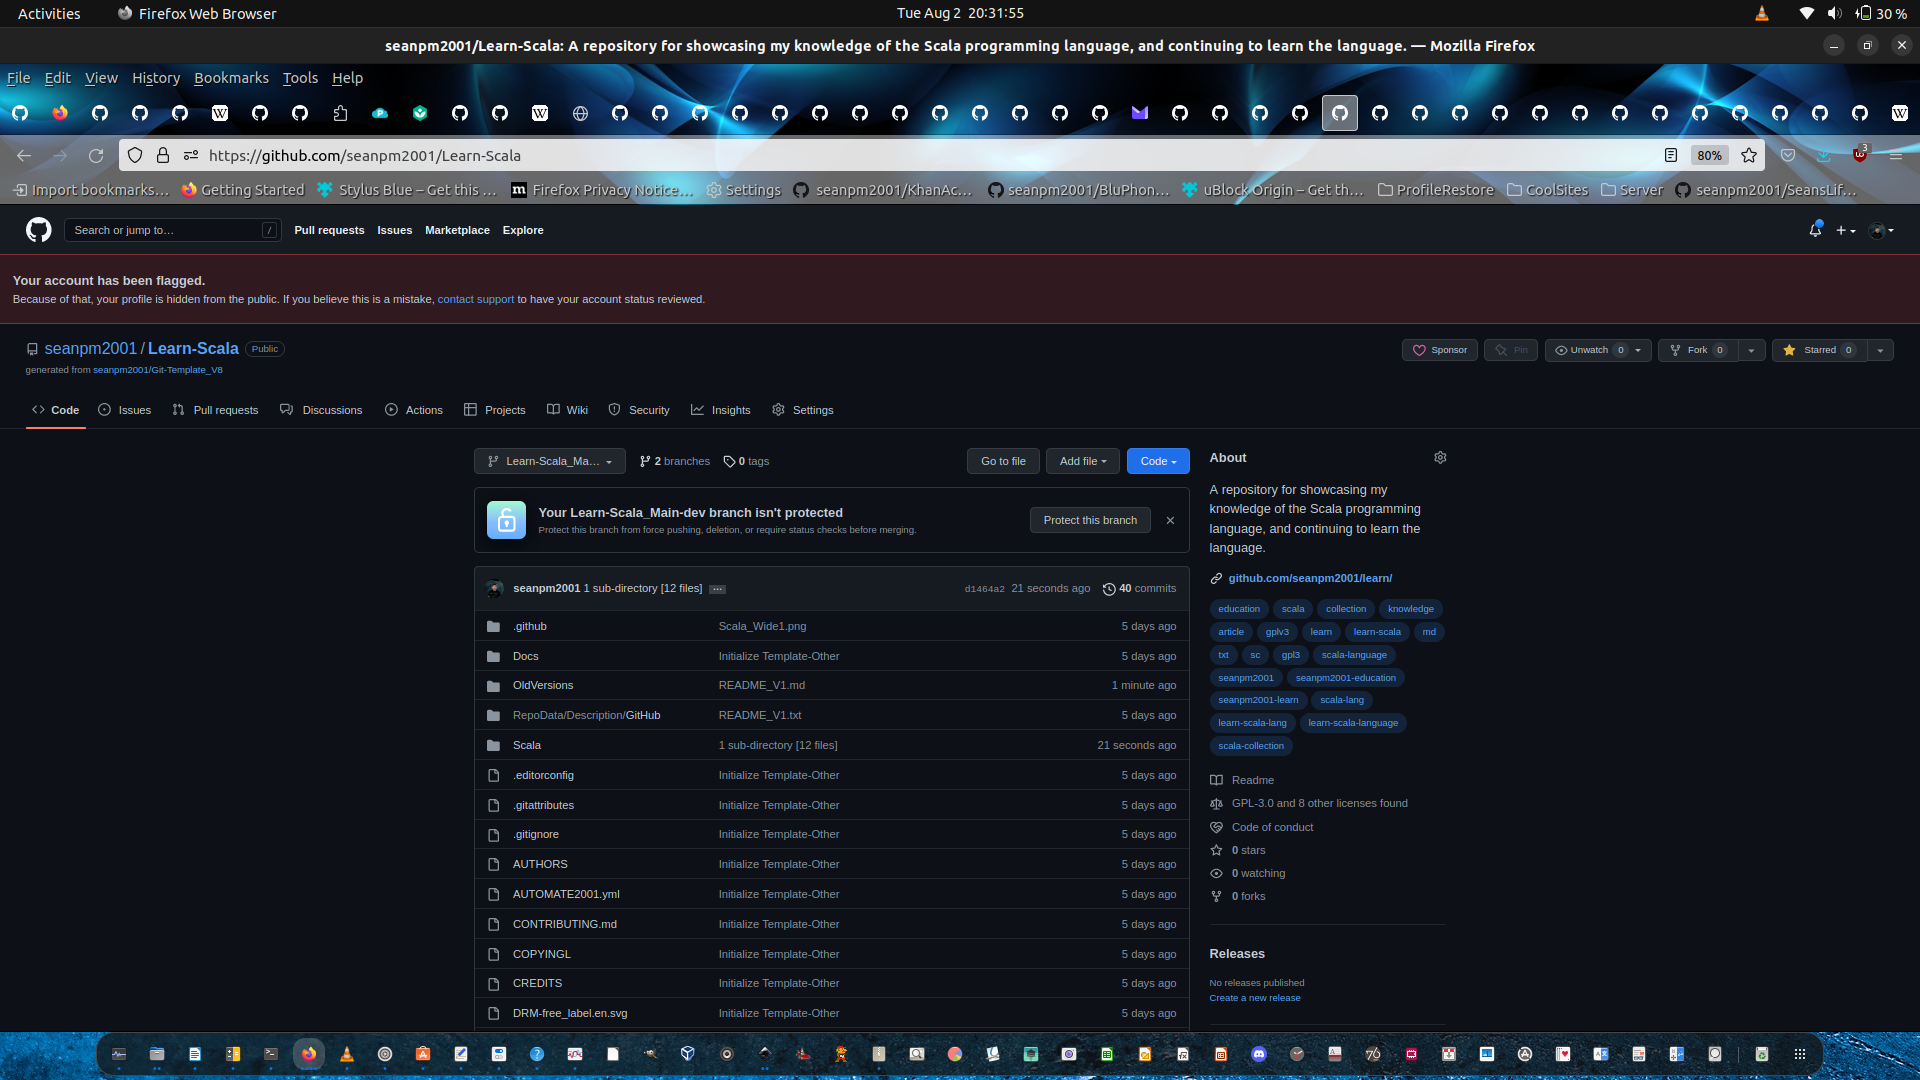 Activities
Firefox Web Browser
Tue Aug 2 20:31:55
30 %
seanpm2001/Learn-Scala: A repository for showcasing my knowledge of the Scala programming language, and continuing to learn the language. — Mozilla Firefox
File Edit View History Bookmarks Tools Help
https://github.com/seanpm2001/Learn-Scala
80%
3
Import bookmarks…
Getting Started
Stylus Blue – Get this …
Firefox Privacy Notice…
Settings
seanpm2001/KhanAc…
seanpm2001/BluPhon…
uBlock Origin – Get th…
ProfileRestore
CoolSites
Server
seanpm2001/SeansLif…
Search or jump to…
/
Pull requests Issues Marketplace Explore
Your account has been flagged.
Because of that, your profile is hidden from the public. If you believe this is a mistake, contact support to have your account status reviewed.
seanpm2001 / Learn-Scala Public
generated from seanpm2001/Git-Template_V8
Sponsor
Pin
Unwatch 0
Fork 0
Starred 0
Code
Issues
Pull requests
Discussions
Actions
Projects
Wiki
Security
Insights
Settings
Learn-Scala_Ma…
2 branches
0 tags
Go to file
Add file
Code
Your Learn-Scala_Main-dev branch isn't protected
Protect this branch from force pushing, deletion, or require status checks before merging.
Protect this branch
seanpm2001 1 sub-directory [12 files] …
d1464a2 21 seconds ago
40 commits
.github Scala_Wide1.png 5 days ago
Docs Initialize Template-Other 5 days ago
OldVersions README_V1.md 1 minute ago
RepoData/Description/GitHub README_V1.txt 5 days ago
Scala 1 sub-directory [12 files] 21 seconds ago
.editorconfig Initialize Template-Other 5 days ago
.gitattributes Initialize Template-Other 5 days ago
.gitignore Initialize Template-Other 5 days ago
AUTHORS Initialize Template-Other 5 days ago
AUTOMATE2001.yml Initialize Template-Other 5 days ago
CONTRIBUTING.md Initialize Template-Other 5 days ago
COPYINGL Initialize Template-Other 5 days ago
CREDITS Initialize Template-Other 5 days ago
DRM-free_label.en.svg Initialize Template-Other 5 days ago
About
A repository for showcasing my
knowledge of the Scala programming
language, and continuing to learn the
language.
github.com/seanpm2001/learn/
education scala collection knowledge
article gplv3 learn learn-scala md
txt sc gpl3 scala-language
seanpm2001 seanpm2001-education
seanpm2001-learn scala-lang
learn-scala-lang learn-scala-language
scala-collection
Readme
GPL-3.0 and 8 other licenses found
Code of conduct
0 stars
0 watching
0 forks
Releases
No releases published
Create a new release